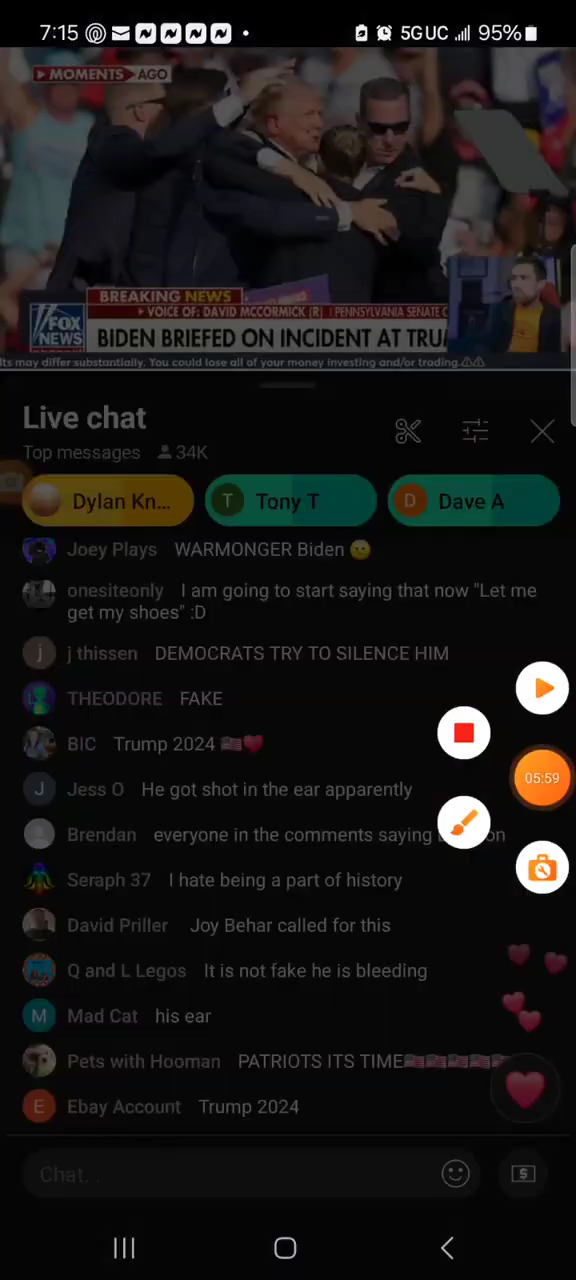 7:15
5G UC 95%
MOMENTS AGO
BREAKING NEWS
VOICE OF: DAVID MCCORMICK (R) | PENNSYLVANIA SENATE C
FOX NEWS
BIDEN BRIEFED ON INCIDENT AT TRU
lts may differ substantially. You could lose all of your money investing and/or trading.⚠⚠
Live chat
Top messages 34K
Dylan Kn... T Tony T D Dave A
Joey Plays WARMONGER Biden 😶
onesiteonly I am going to start saying that now "Let me
get my shoes" :D
j j thissen DEMOCRATS TRY TO SILENCE HIM
THEODORE FAKE
BIC Trump 2024 🇺🇸❤️
J Jess O He got shot in the ear apparently
05:59
Brendan everyone in the comments saying on
Seraph 37 I hate being a part of history
David Priller Joy Behar called for this
Q and L Legos It is not fake he is bleeding
M Mad Cat his ear
Pets with Hooman PATRIOTS ITS TIME🇺🇸🇺🇸🇺🇸🇺🇸🇺🇸
E Ebay Account Trump 2024
Chat...